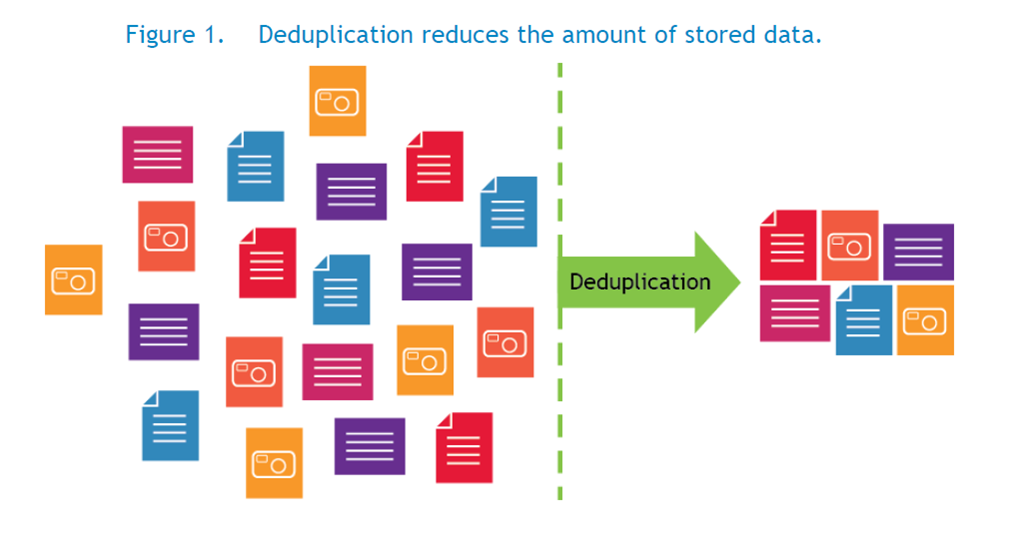 Figure 1. Deduplication reduces the amount of stored data.
Deduplication